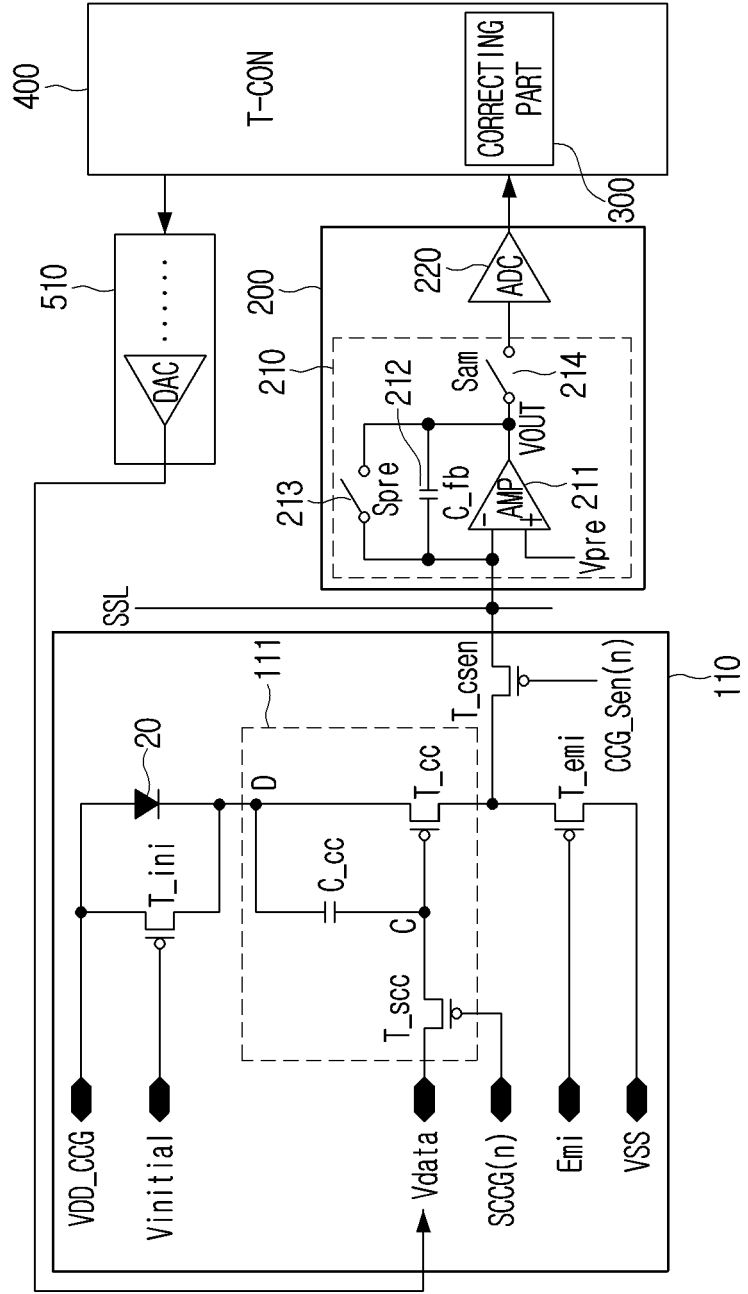 400
T-CON
CORRECTING
PART
300
510
DAC
200
210
220
ADC
213
Spre
212
C_fb
Sam
214
VOUT
AMP
-
+
211
Vpre
SSL
110
111
20
D
T_ini
C_cc
T_cc
C
T_scc
T_csen
CCG_Sen(n)
T_emi
VDD_CCG
Vinitial
Vdata
SCCG(n)
Emi
VSS